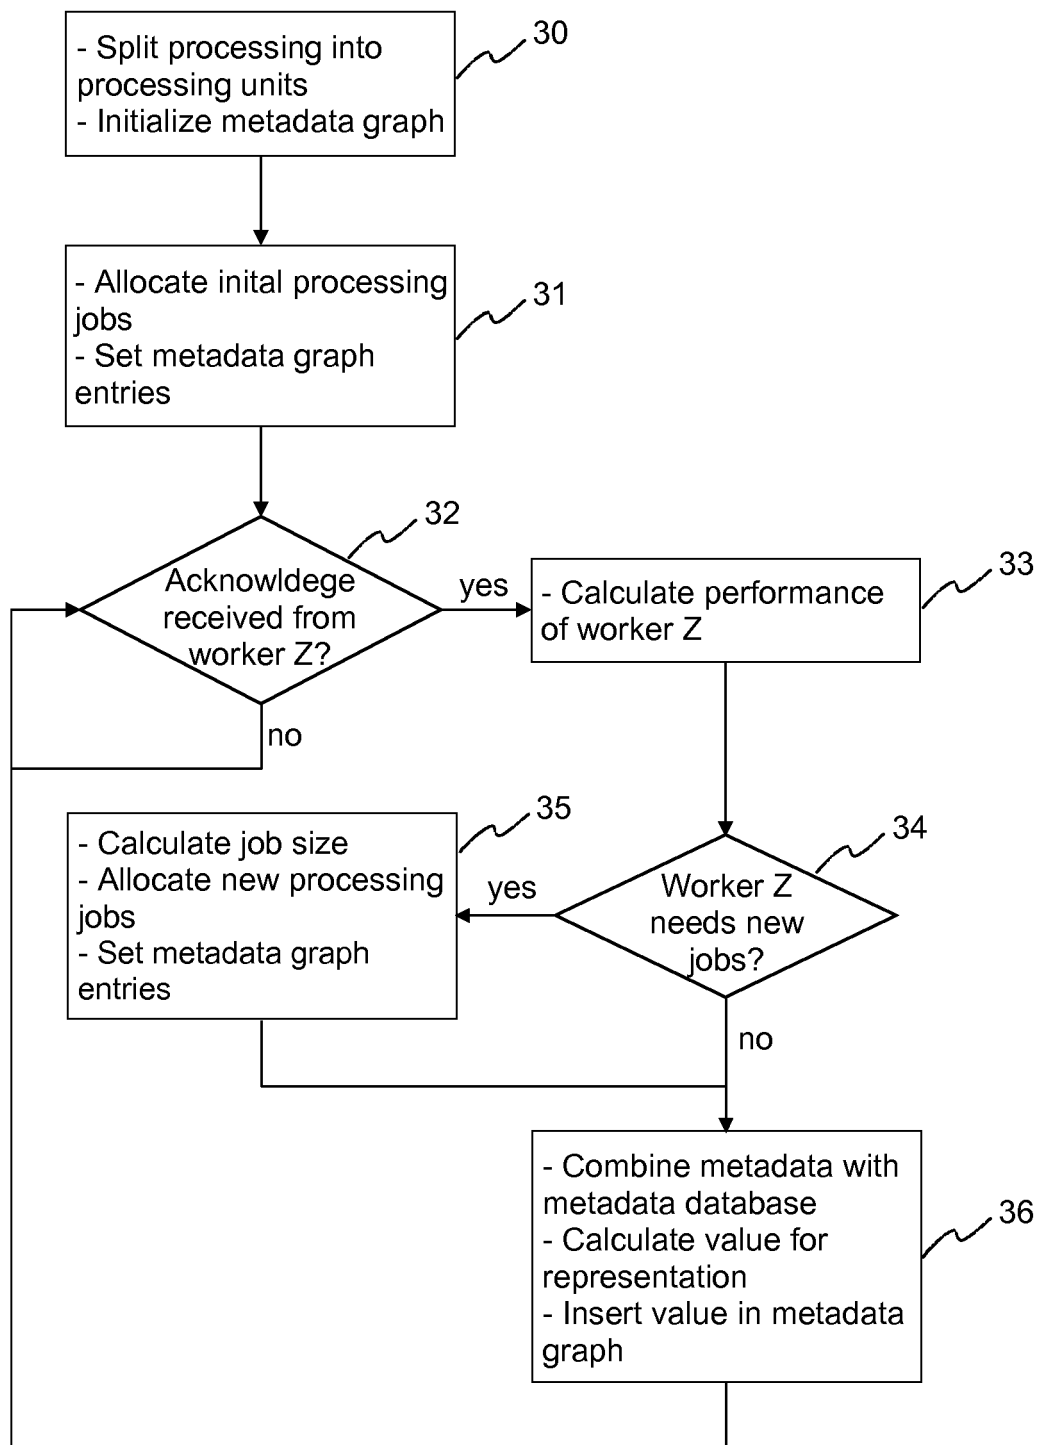 - Split processing into
processing units
- Initialize metadata graph
30
- Allocate inital processing
jobs
- Set metadata graph
entries
31
32
Acknowldege
received from
worker Z?
yes
no
- Calculate performance
of worker Z
33
34
Worker Z
needs new
jobs?
yes
no
35
- Calculate job size
- Allocate new processing
jobs
- Set metadata graph
entries
- Combine metadata with
metadata database
- Calculate value for
representation
- Insert value in metadata
graph
36